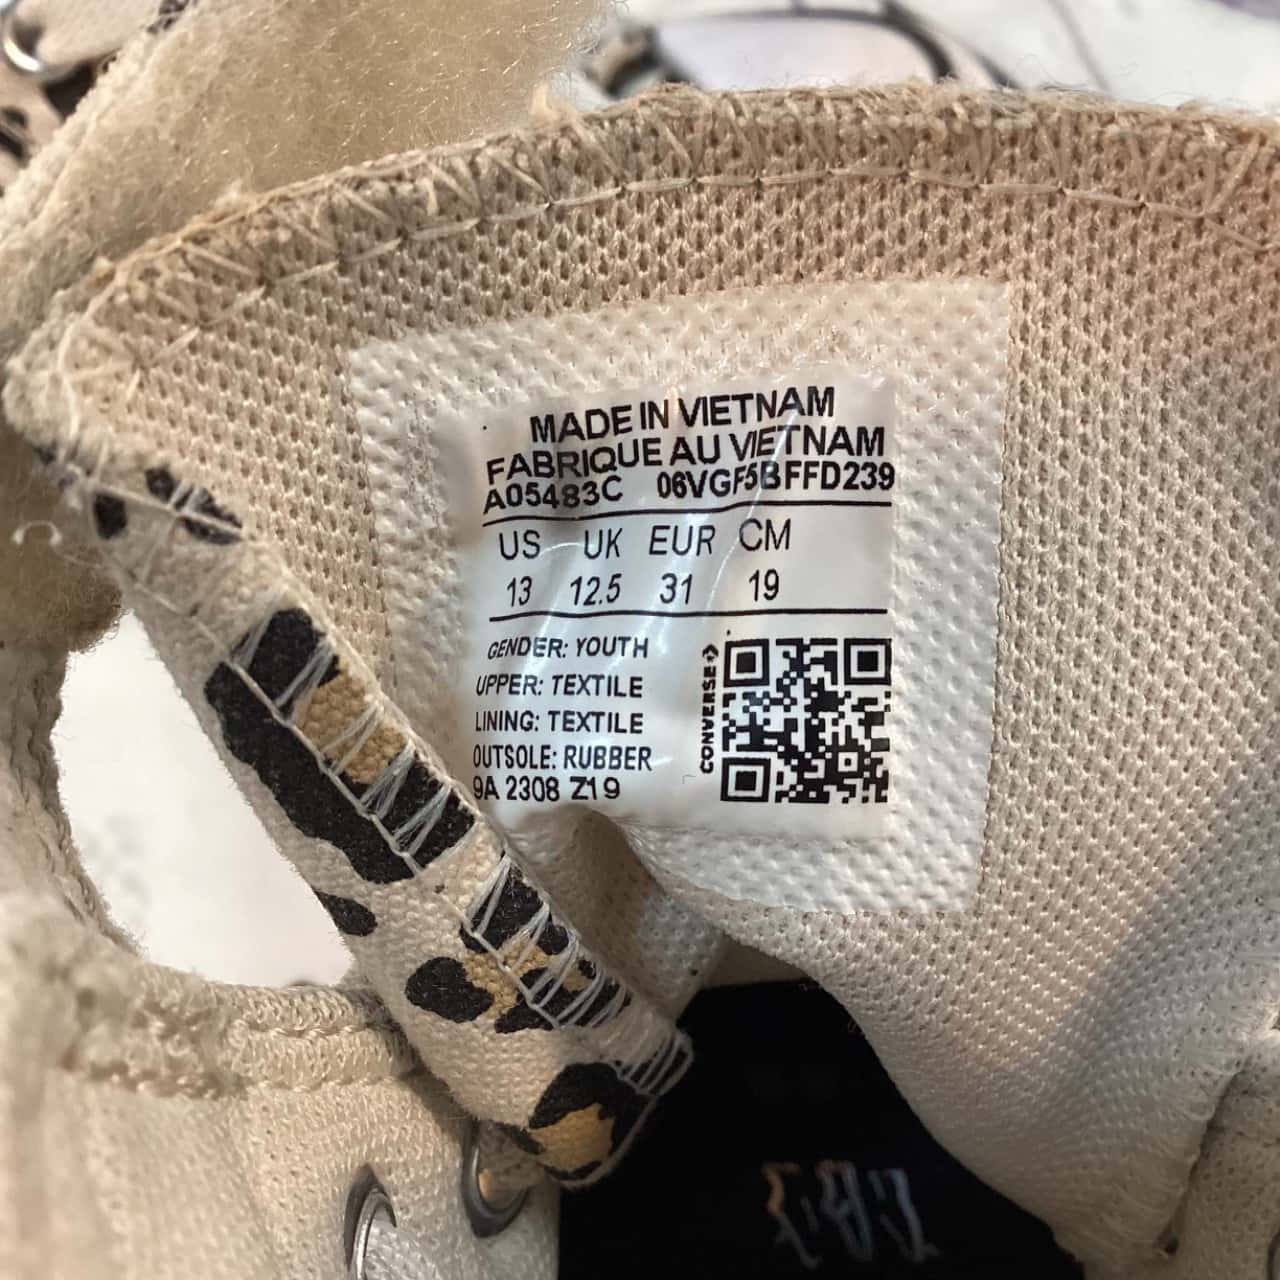 MADE IN VIETNAM
FABRIQUE AU VIETNAM
A05483C 06VGF5BFFD239
US UK EUR CM
13 12.5 31 19
GENDER: YOUTH
UPPER: TEXTILE
LINING: TEXTILE
OUTSOLE: RUBBER
9A 2308 Z19
CONVERSE